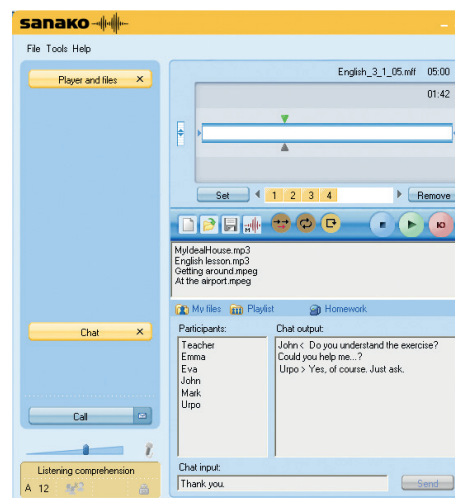 sanako
File Tools Help
Player and files ×
English_3_1_05.mff 05:00
01:42
Set 1 2 3 4 Remove
MyIdealHouse.mp3
English lesson.mp3
Getting around.mpeg
At the airport.mpeg
My files Playlist Homework
Chat ×
Participants:
Teacher
Emma
Eva
John
Mark
Urpo
Chat output:
John < Do you understand the exercise?
Could you help me...?
Urpo > Yes, of course. Just ask.
Call
Listening comprehension
A 12
Chat input:
Thank you.
Send